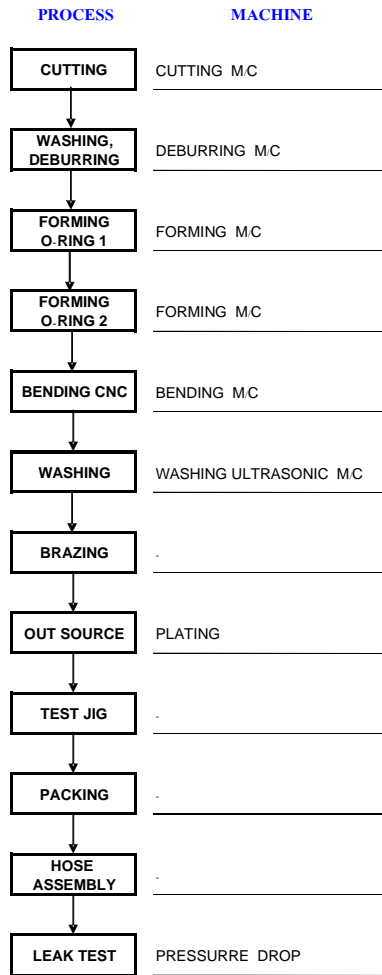 PROCESS MACHINE
CUTTING CUTTING M/C
WASHING,
DEBURRING DEBURRING M/C
FORMING
O-RING 1 FORMING M/C
FORMING
O-RING 2 FORMING M/C
BENDING CNC BENDING M/C
WASHING WASHING ULTRASONIC M/C
BRAZING -
OUT SOURCE PLATING
TEST JIG -
PACKING -
HOSE
ASSEMBLY -
LEAK TEST PRESSURRE DROP